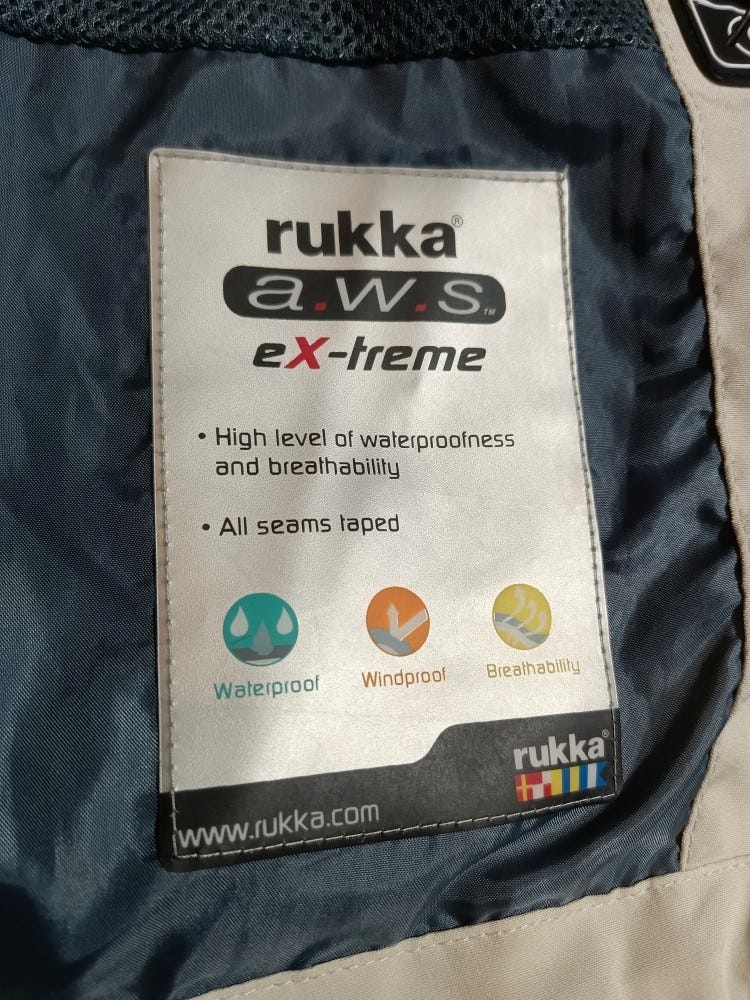 rukka®
a.w.s™
eX-treme
• High level of waterproofness
and breathability
• All seams taped
Waterproof Windproof Breathability
rukka®
www.rukka.com